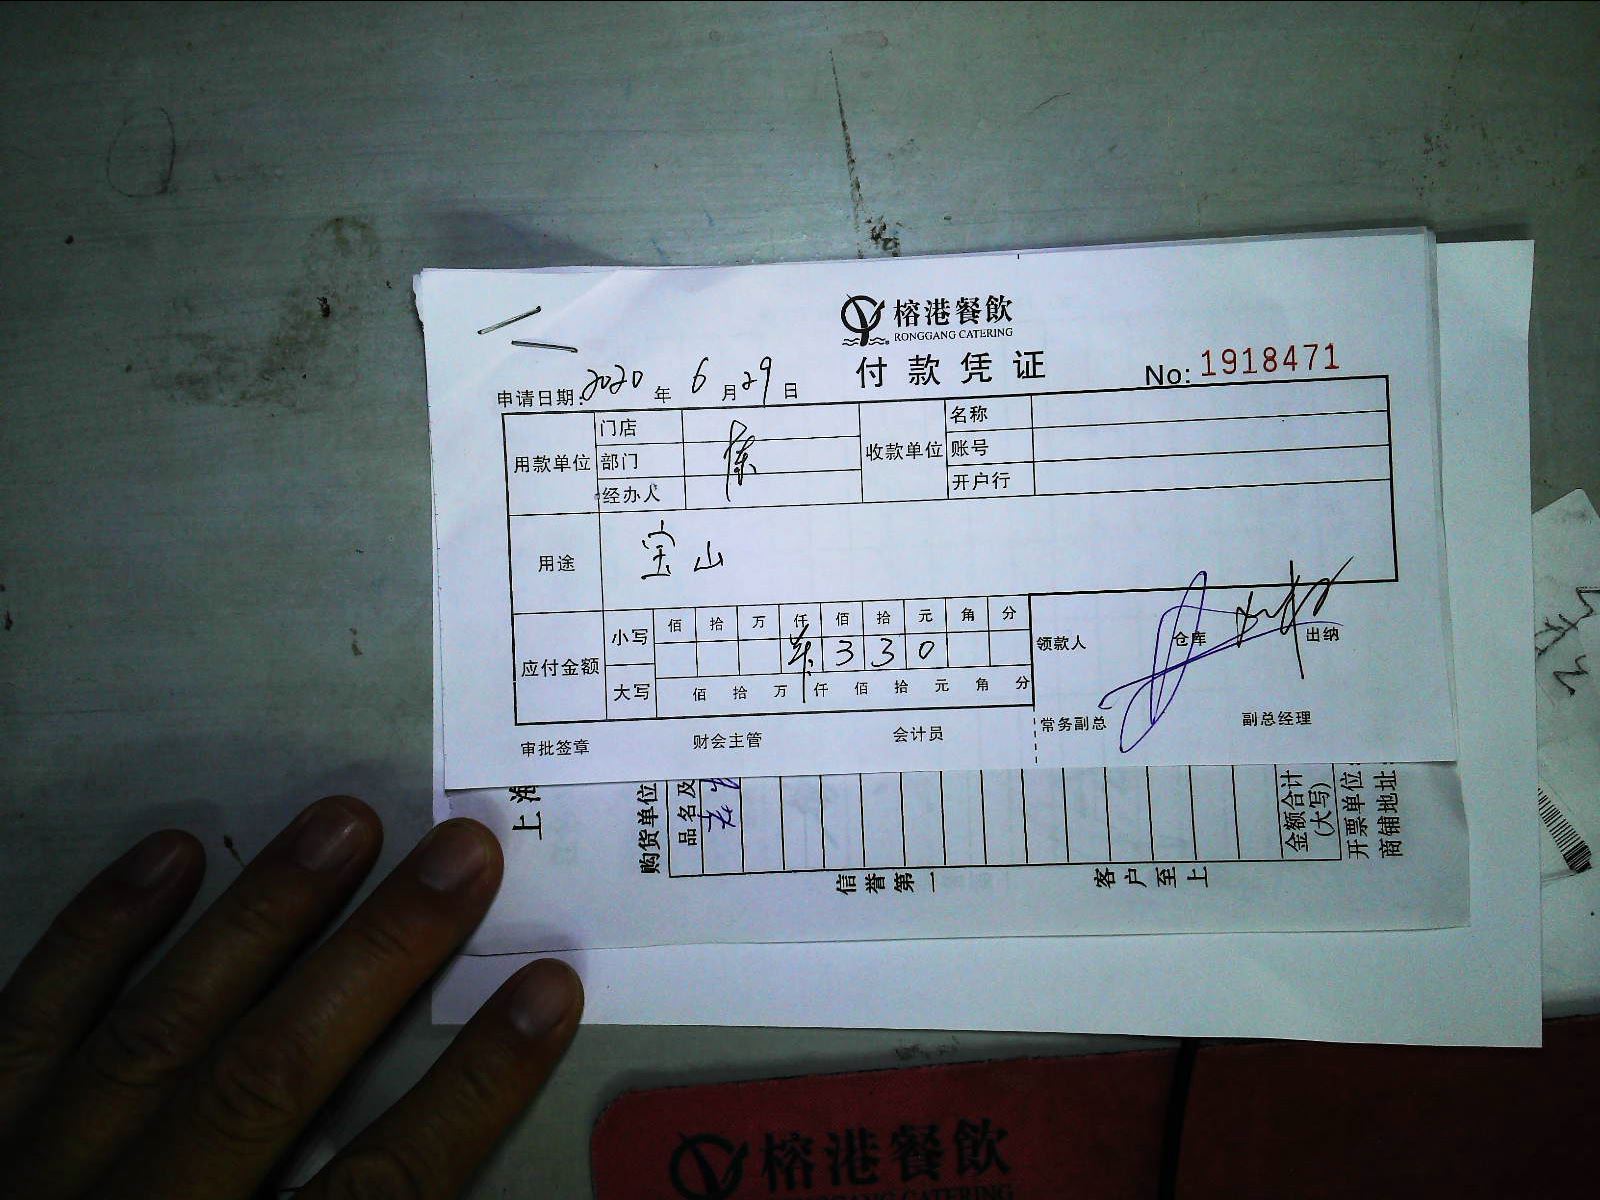 榕港餐飲
RONGGANG CATERING
付款凭证
No: 1918471
申请日期: 2020 年 6 月 29 日
用款单位 门店 收款单位 名称
部门 账号
经办人 开户行
用途 宝山
应付金额 小写 佰 拾 万 仟 佰 拾 元 角 分
3 3 0
大写 佰 拾 万 仟 佰 拾 元 角 分
领款人 仓库 出纳
常务副总 副总经理
审批签章 财会主管 会计员
上海
购货单位
品名及
金额合计
(大写)
开票单位:
商铺地址:
信誉第一
客户至上
榕港餐飲
RONGGANG CATERING